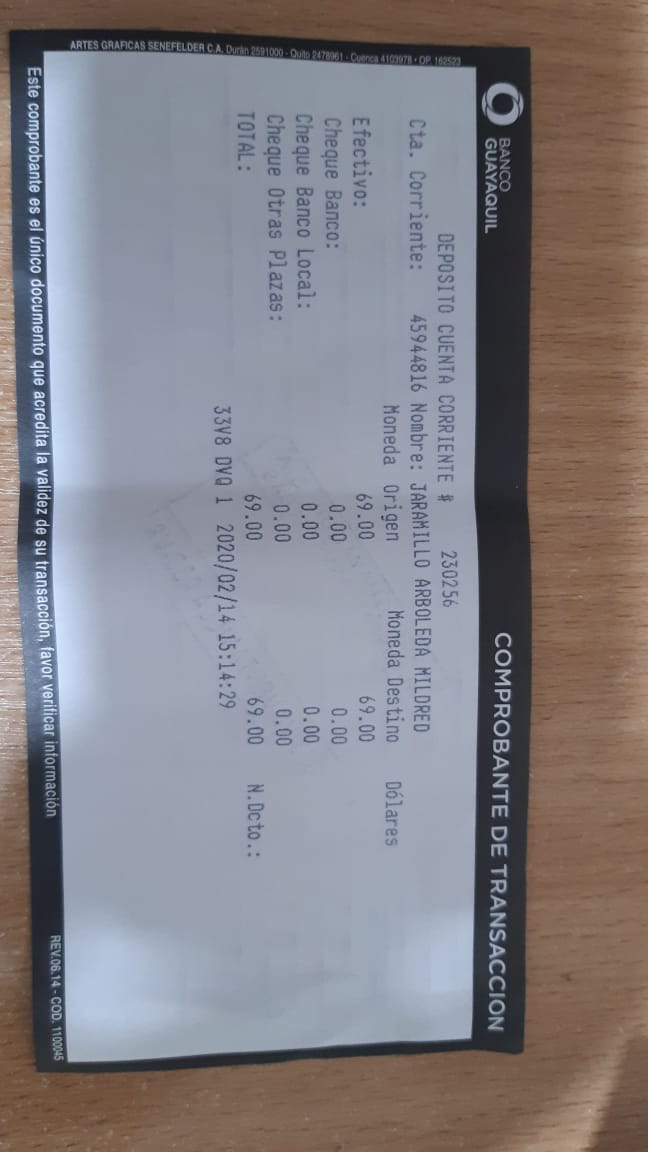 ARTES GRAFICAS SENEFELDER C.A. Durán 2591000 - Quito 2478961 - Cuenca 4103978 • OP. 162523
BANCO
GUAYAQUIL
COMPROBANTE DE TRANSACCION
DEPOSITO CUENTA CORRIENTE # 230256
Cta. Corriente: 45944816 Nombre: JARAMILLO ARBOLEDA MILDRED
Moneda Origen Moneda Destino Dólares
Efectivo: 69.00 69.00
Cheque Banco: 0.00 0.00
Cheque Banco Local: 0.00 0.00
Cheque Otras Plazas: 0.00 0.00
TOTAL: 69.00 69.00 N.Dcto.:
33V8 DVQ 1 2020/02/14 15:14:29
Este comprobante es el único documento que acredita la validez de su transacción, favor verificar información
REV.06.14 - COD. 1100045